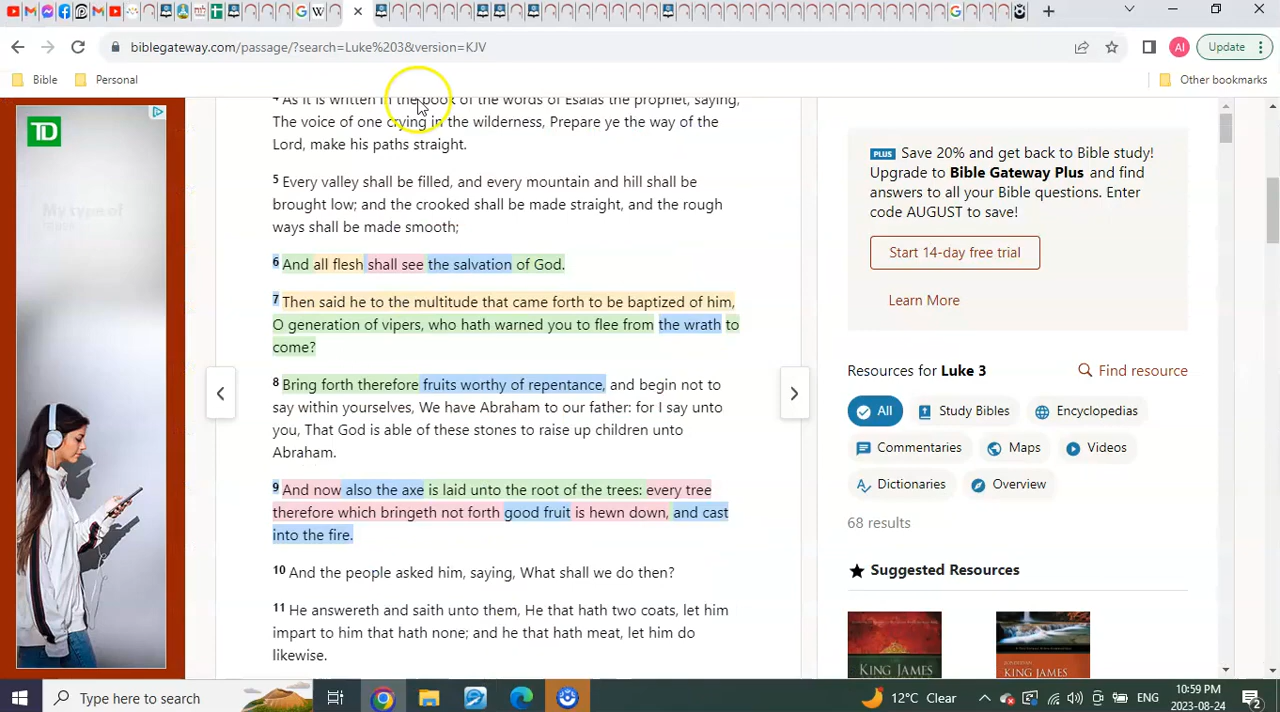 biblegateway.com/passage/?search=Luke%203&version=KJV
AI
Update
Bible
Personal
Other bookmarks
TD
My type of
4 As it is written in the book of the words of Esaias the prophet, saying,
The voice of one crying in the wilderness, Prepare ye the way of the
Lord, make his paths straight.
5 Every valley shall be filled, and every mountain and hill shall be
brought low; and the crooked shall be made straight, and the rough
ways shall be made smooth;
6 And all flesh shall see the salvation of God.
7 Then said he to the multitude that came forth to be baptized of him,
O generation of vipers, who hath warned you to flee from the wrath to
come?
8 Bring forth therefore fruits worthy of repentance, and begin not to
say within yourselves, We have Abraham to our father: for I say unto
you, That God is able of these stones to raise up children unto
Abraham.
9 And now also the axe is laid unto the root of the trees: every tree
therefore which bringeth not forth good fruit is hewn down, and cast
into the fire.
10 And the people asked him, saying, What shall we do then?
11 He answereth and saith unto them, He that hath two coats, let him
impart to him that hath none; and he that hath meat, let him do
likewise.
PLUS Save 20% and get back to Bible study!
Upgrade to Bible Gateway Plus and find
answers to all your Bible questions. Enter
code AUGUST to save!
Start 14-day free trial
Learn More
Resources for Luke 3
Find resource
All
Study Bibles
Encyclopedias
Commentaries
Maps
Videos
Dictionaries
Overview
68 results
Suggested Resources
KING JAMES
KING JAMES
Type here to search
12°C Clear
ENG
10:59 PM
2023-08-24
2